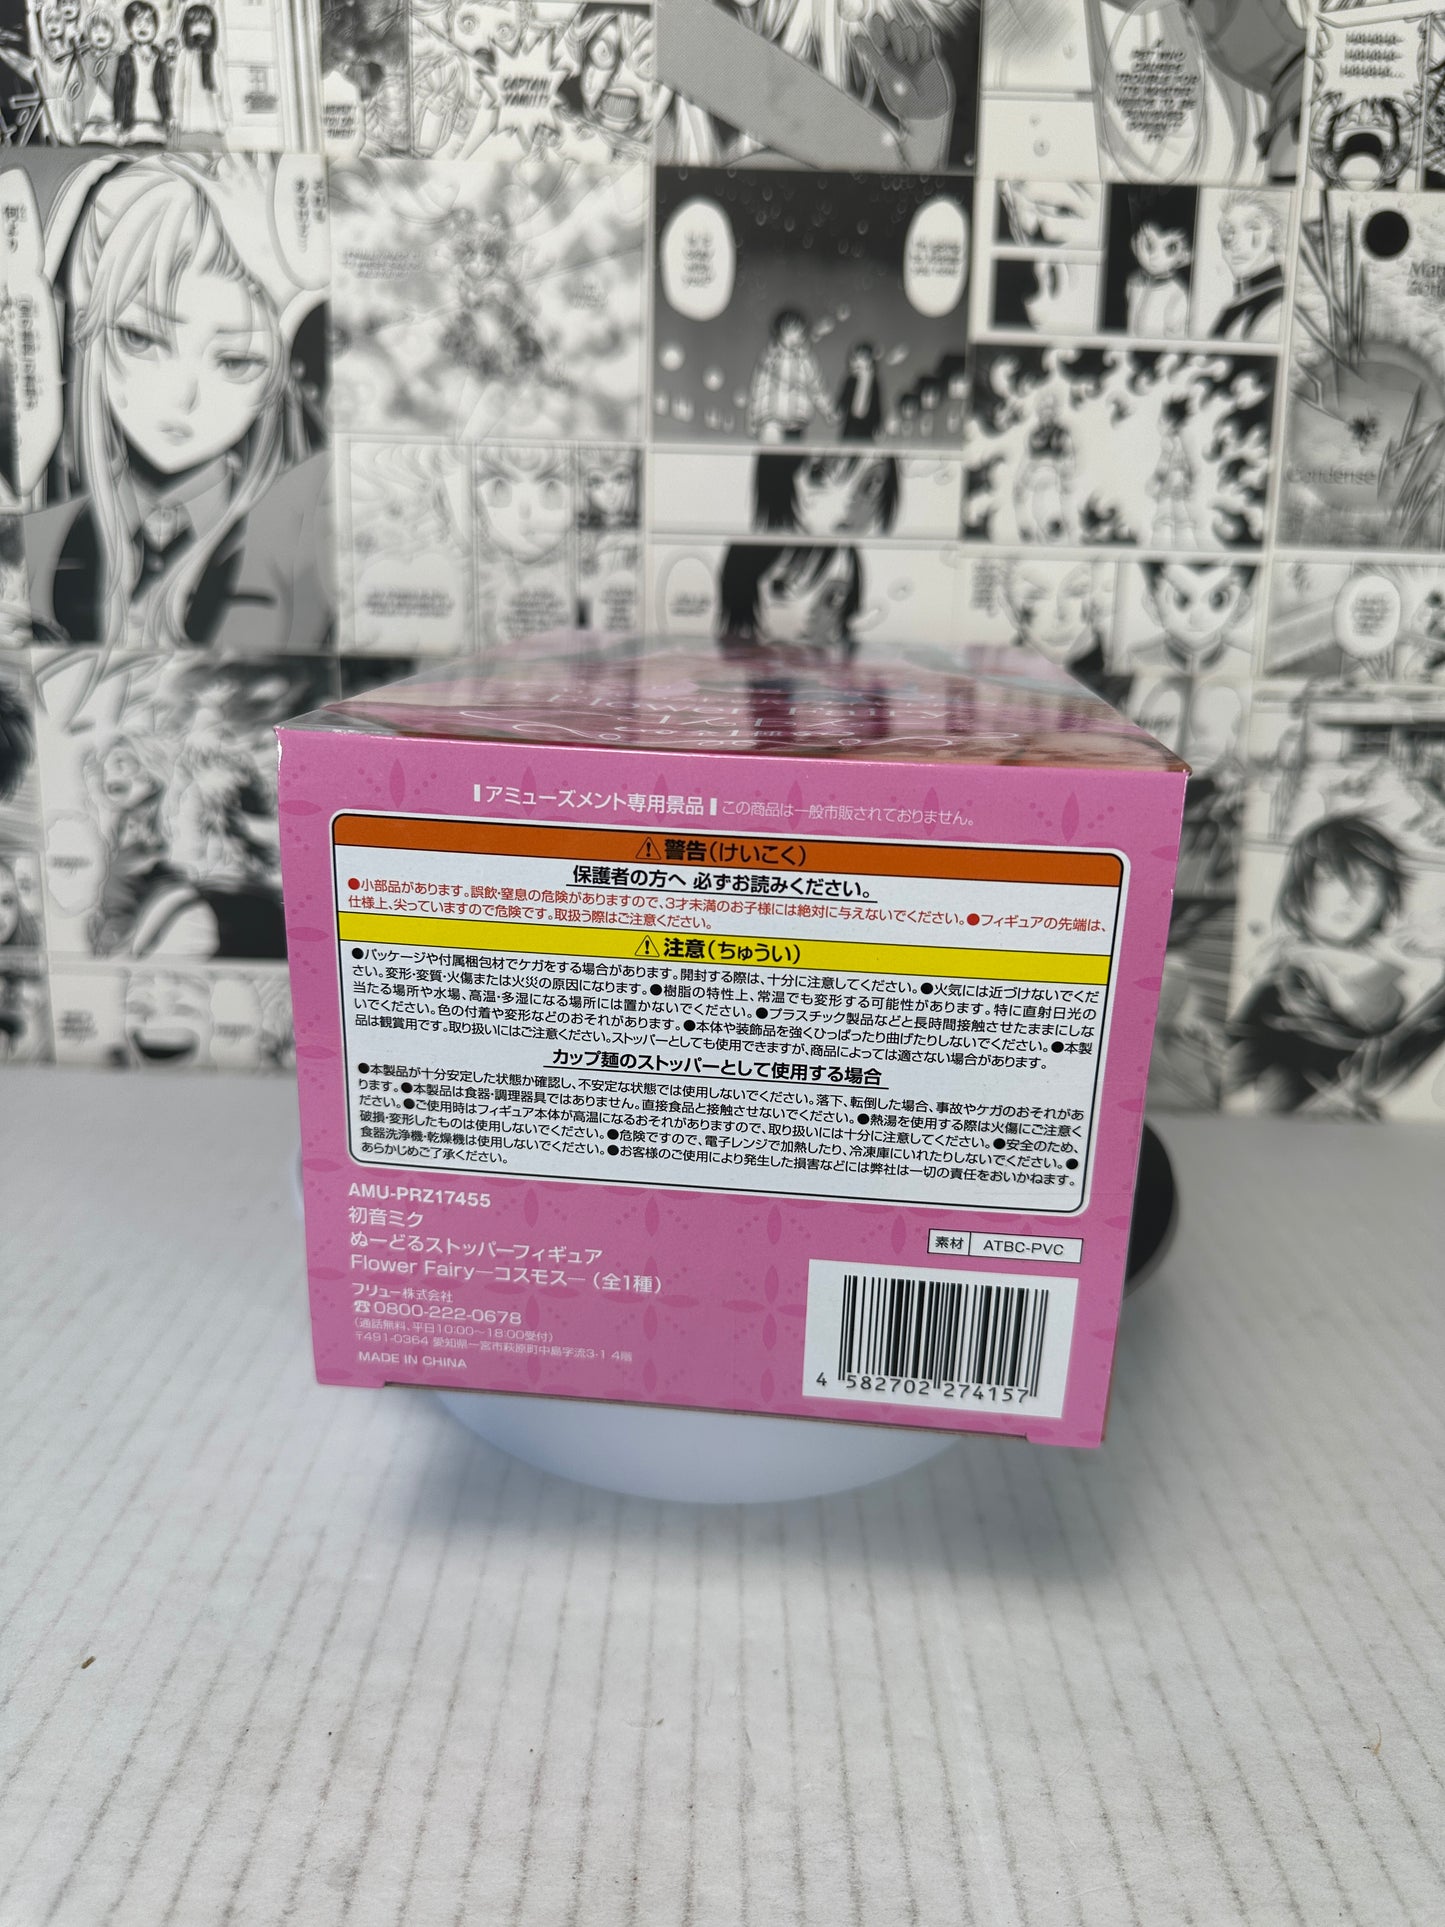 CAPTAIN YAMI!!!
Flower Fairy
アミューズメント専用景品 この商品は一般市販されておりません。
⚠警告(けいこく)
保護者の方へ 必ずお読みください。
●小部品があります。誤飲・窒息の危険がありますので、3才未満のお子様には絶対に与えないでください。●フィギュアの先端は、
仕様上、尖っていますので危険です。取扱う際はご注意ください。
⚠注意(ちゅうい)
●パッケージや付属梱包材でケガをする場合があります。開封する際は、十分に注意してください。●火気には近づけないでくだ
さい。変形・変質・火傷または火災の原因になります。●樹脂の特性上、常温でも変形する可能性があります。特に直射日光の
当たる場所や水場、高温・多湿になる場所には置かないでください。●プラスチック製品などと長時間接触させたままにしな
いでください。色の付着や変形などのおそれがあります。●本体や装飾品を強くひっぱったり曲げたりしないでください。●本製
品は観賞用です。取り扱いにはご注意ください。ストッパーとしても使用できますが、商品によっては適さない場合があります。
カップ麺のストッパーとして使用する場合
●本製品が十分安定した状態か確認し、不安定な状態では使用しないでください。落下、転倒した場合、事故やケガのおそれがあ
ります。●本製品は食器・調理器具ではありません。直接食品と接触させないでください。●熱湯を使用する際は火傷にご注意く
ださい。●ご使用時はフィギュア本体が高温になるおそれがありますので、取り扱いには十分に注意してください。●安全のため、
破損・変形したものは使用しないでください。●危険ですので、電子レンジで加熱したり、冷凍庫にいれたりしないでください。●
食器洗浄機・乾燥機は使用しないでください。●お客様のご使用により発生した損害などには弊社は一切の責任をおいかねます。
あらかじめご了承ください。
AMU-PRZ17455
初音ミク
ぬーどるストッパーフィギュア
Flower Fairy―コスモス―(全1種)
フリュー株式会社
☎0800-222-0678
(通話無料、平日10:00～18:00受付)
〒491-0364 愛知県一宮市萩原町中島字流3-1 4階
MADE IN CHINA
素材 ATBC-PVC
4 582702 274157